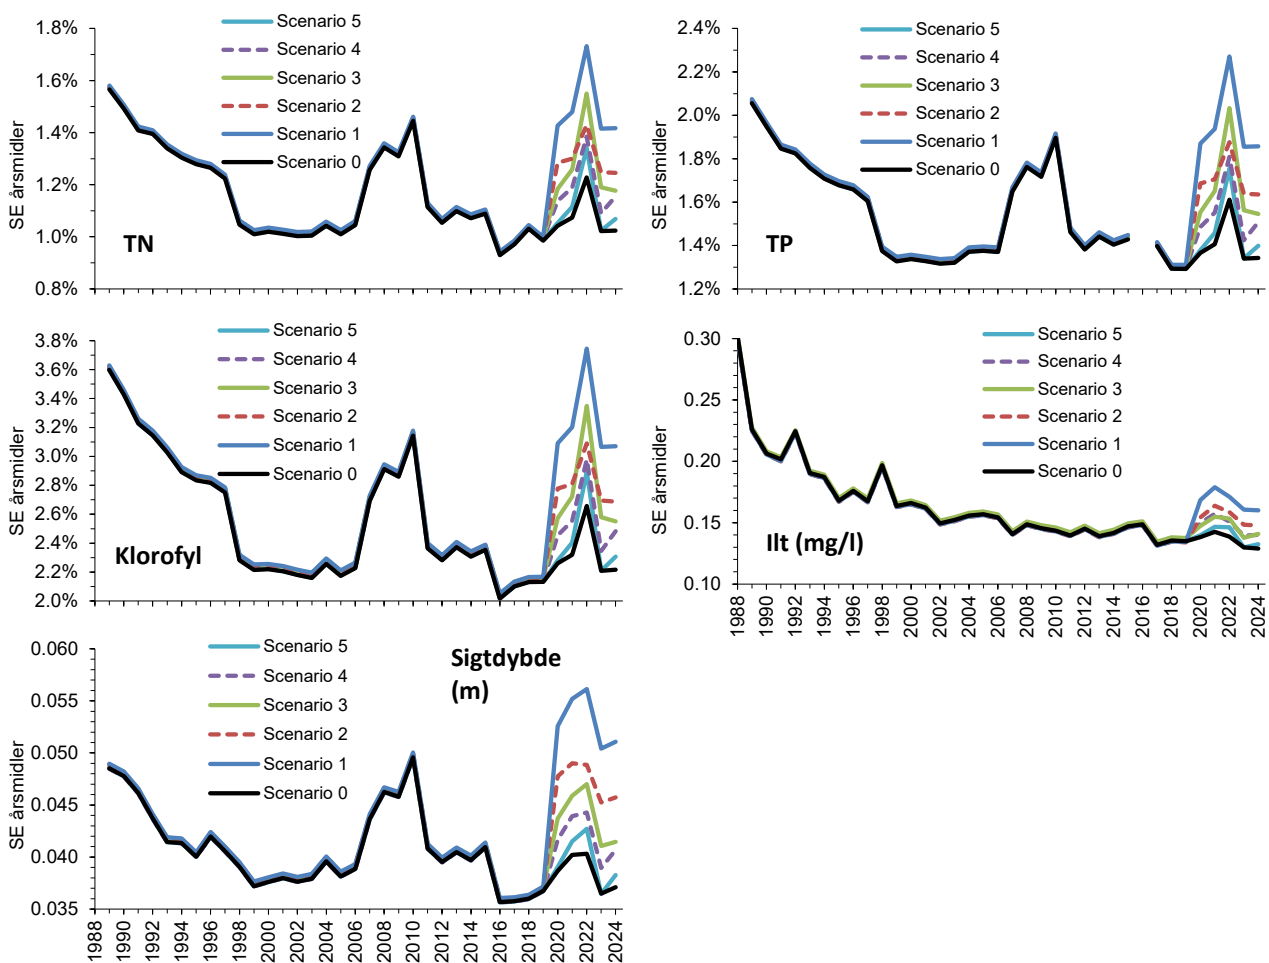 SE årsmidler
1.8%
1.6%
1.4%
1.2%
1.0%
0.8%
Scenario 5
Scenario 4
Scenario 3
Scenario 2
Scenario 1
Scenario 0
TN
SE årsmidler
2.4%
2.2%
2.0%
1.8%
1.6%
1.4%
1.2%
Scenario 5
Scenario 4
Scenario 3
Scenario 2
Scenario 1
Scenario 0
TP
SE årsmidler
3.8%
3.6%
3.4%
3.2%
3.0%
2.8%
2.6%
2.4%
2.2%
2.0%
Scenario 5
Scenario 4
Scenario 3
Scenario 2
Scenario 1
Scenario 0
Klorofyl
SE årsmidler
0.30
0.25
0.20
0.15
0.10
Scenario 5
Scenario 4
Scenario 3
Scenario 2
Scenario 1
Scenario 0
Ilt (mg/l)
1988
1990
1992
1994
1996
1998
2000
2002
2004
2006
2008
2010
2012
2014
2016
2018
2020
2022
2024
SE årsmidler
0.060
0.055
0.050
0.045
0.040
0.035
Scenario 5
Scenario 4
Scenario 3
Scenario 2
Scenario 1
Scenario 0
Sigtdybde
(m)
1988
1990
1992
1994
1996
1998
2000
2002
2004
2006
2008
2010
2012
2014
2016
2018
2020
2022
2024